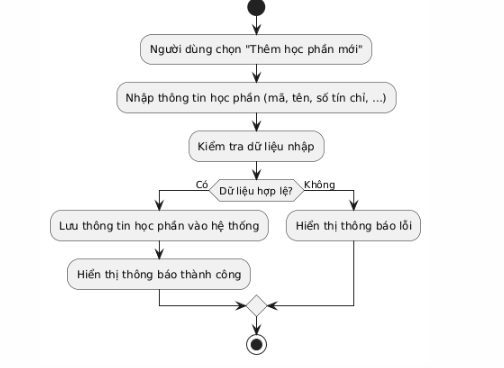 Người dùng chọn "Thêm học phần mới"
Nhập thông tin học phần (mã, tên, số tín chỉ, ...)
Kiểm tra dữ liệu nhập
Dữ liệu hợp lệ?
Có
Không
Lưu thông tin học phần vào hệ thống
Hiển thị thông báo lỗi
Hiển thị thông báo thành công